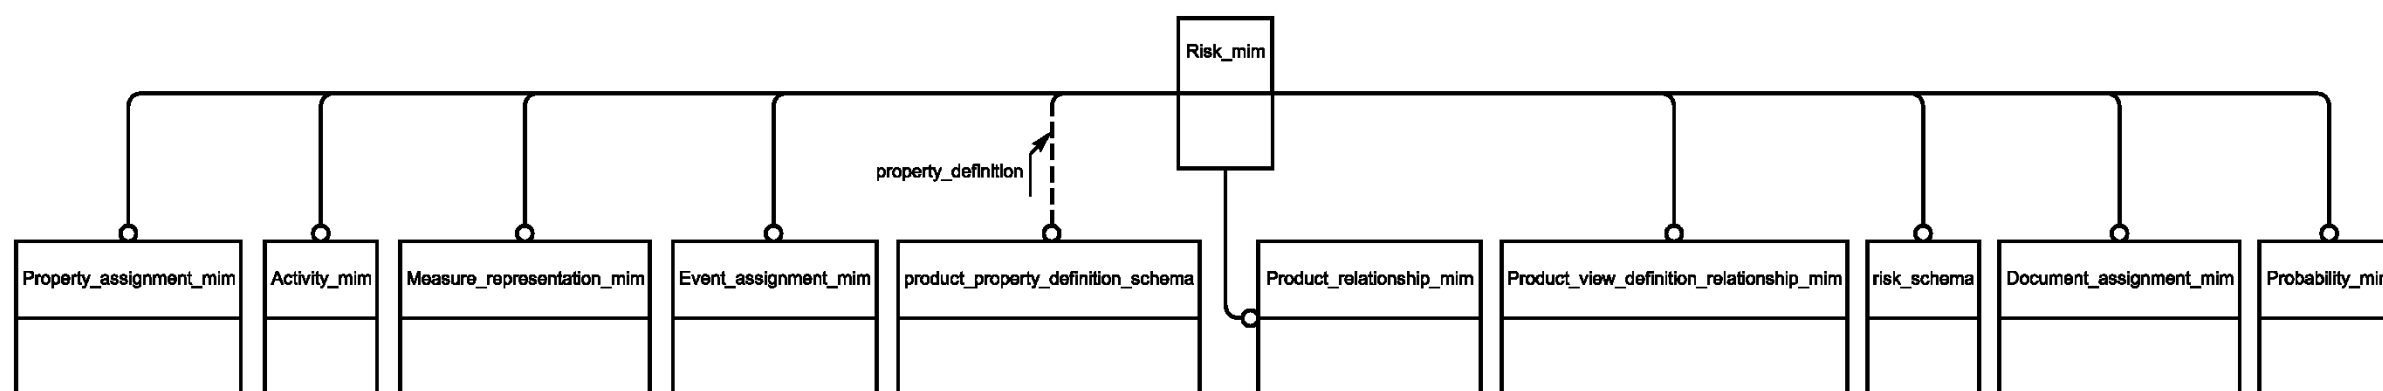 Risk_mim
property_definition
Property_assignment_mim
Activity_mim
Measure_representation_mim
Event_assignment_mim
product_property_definition_schema
Product_relationship_mim
Product_view_definition_relationship_mim
risk_schema
Document_assignment_mim